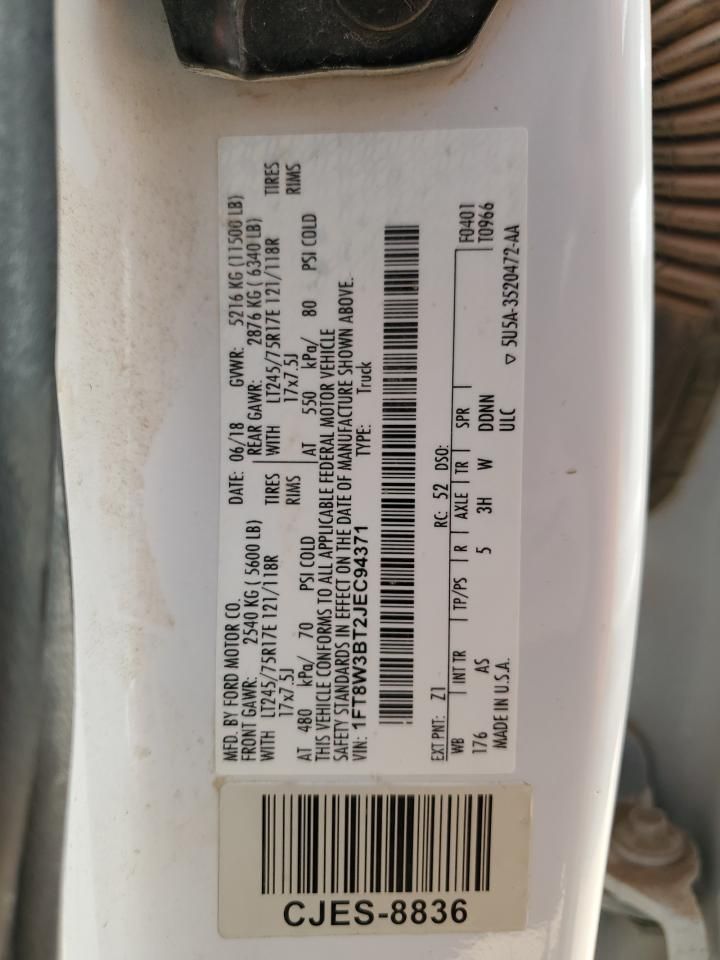 MFD. BY FORD MOTOR CO.
DATE: 06/18 GVWR: 5216 KG (11500 LB)
FRONT GAWR: 2540 KG ( 5600 LB) REAR GAWR: 2876 KG ( 6340 LB)
WITH LT245/75R17E 121/118R TIRES WITH LT245/75R17E 121/118R TIRES
17x7.5J RIMS 17x7.5J RIMS
AT 480 kPa/ 70 PSI COLD AT 550 kPa/ 80 PSI COLD
THIS VEHICLE CONFORMS TO ALL APPLICABLE FEDERAL MOTOR VEHICLE
SAFETY STANDARDS IN EFFECT ON THE DATE OF MANUFACTURE SHOWN ABOVE.
VIN: 1FT8W3BT2JEC94371 TYPE: Truck
EXT PNT: Z1 RC: 52 DSO: F0401
WB INT TR TP/PS R AXLE TR SPR T0966
176 AS 5 3H W DDNN
MADE IN U.S.A. ULC ▽ 5U5A-3520472-AA
CJES-8836